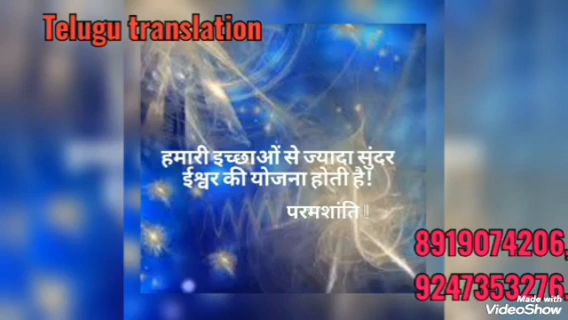 Telugu translation
हमारी इच्छाओं से ज्यादा सुंदर
ईश्वर की योजना होती है!
परमशांति !!
8919074206,
9247353276,
Made with
VideoShow